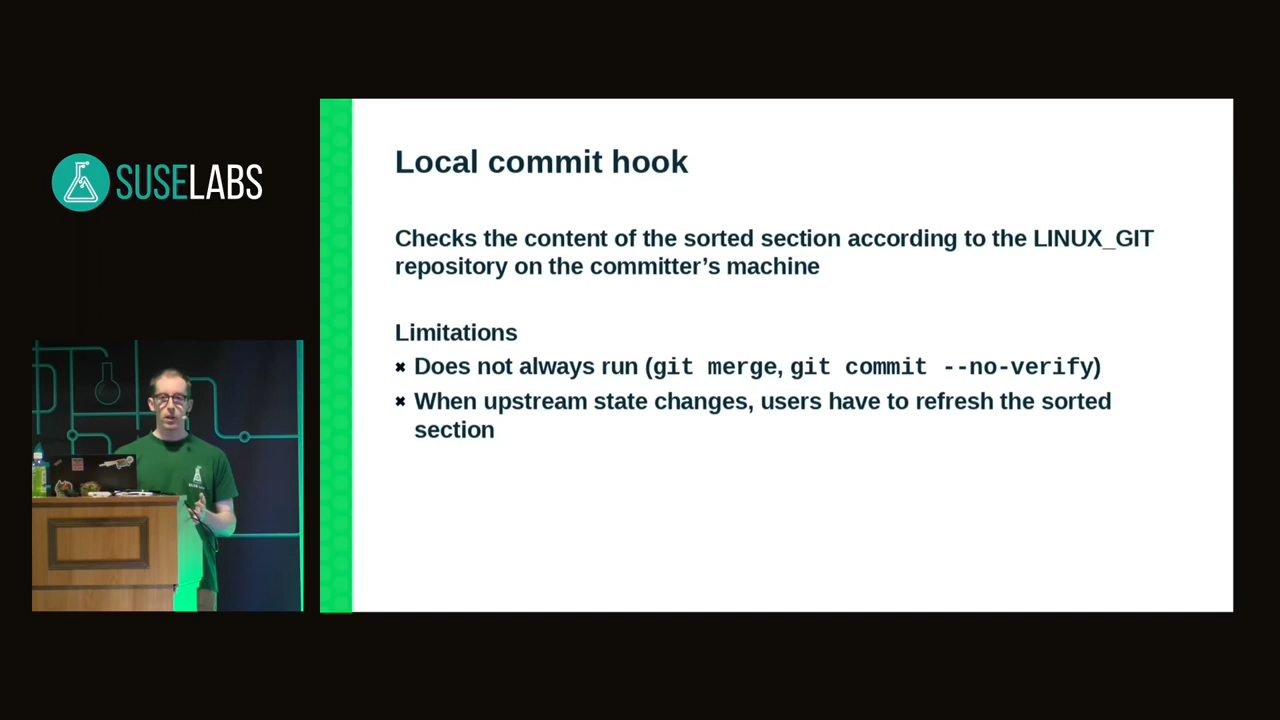 SUSELABS
Local commit hook
Checks the content of the sorted section according to the LINUX_GIT
repository on the committer’s machine
Limitations
✖ Does not always run (git merge, git commit --no-verify)
✖ When upstream state changes, users have to refresh the sorted
section